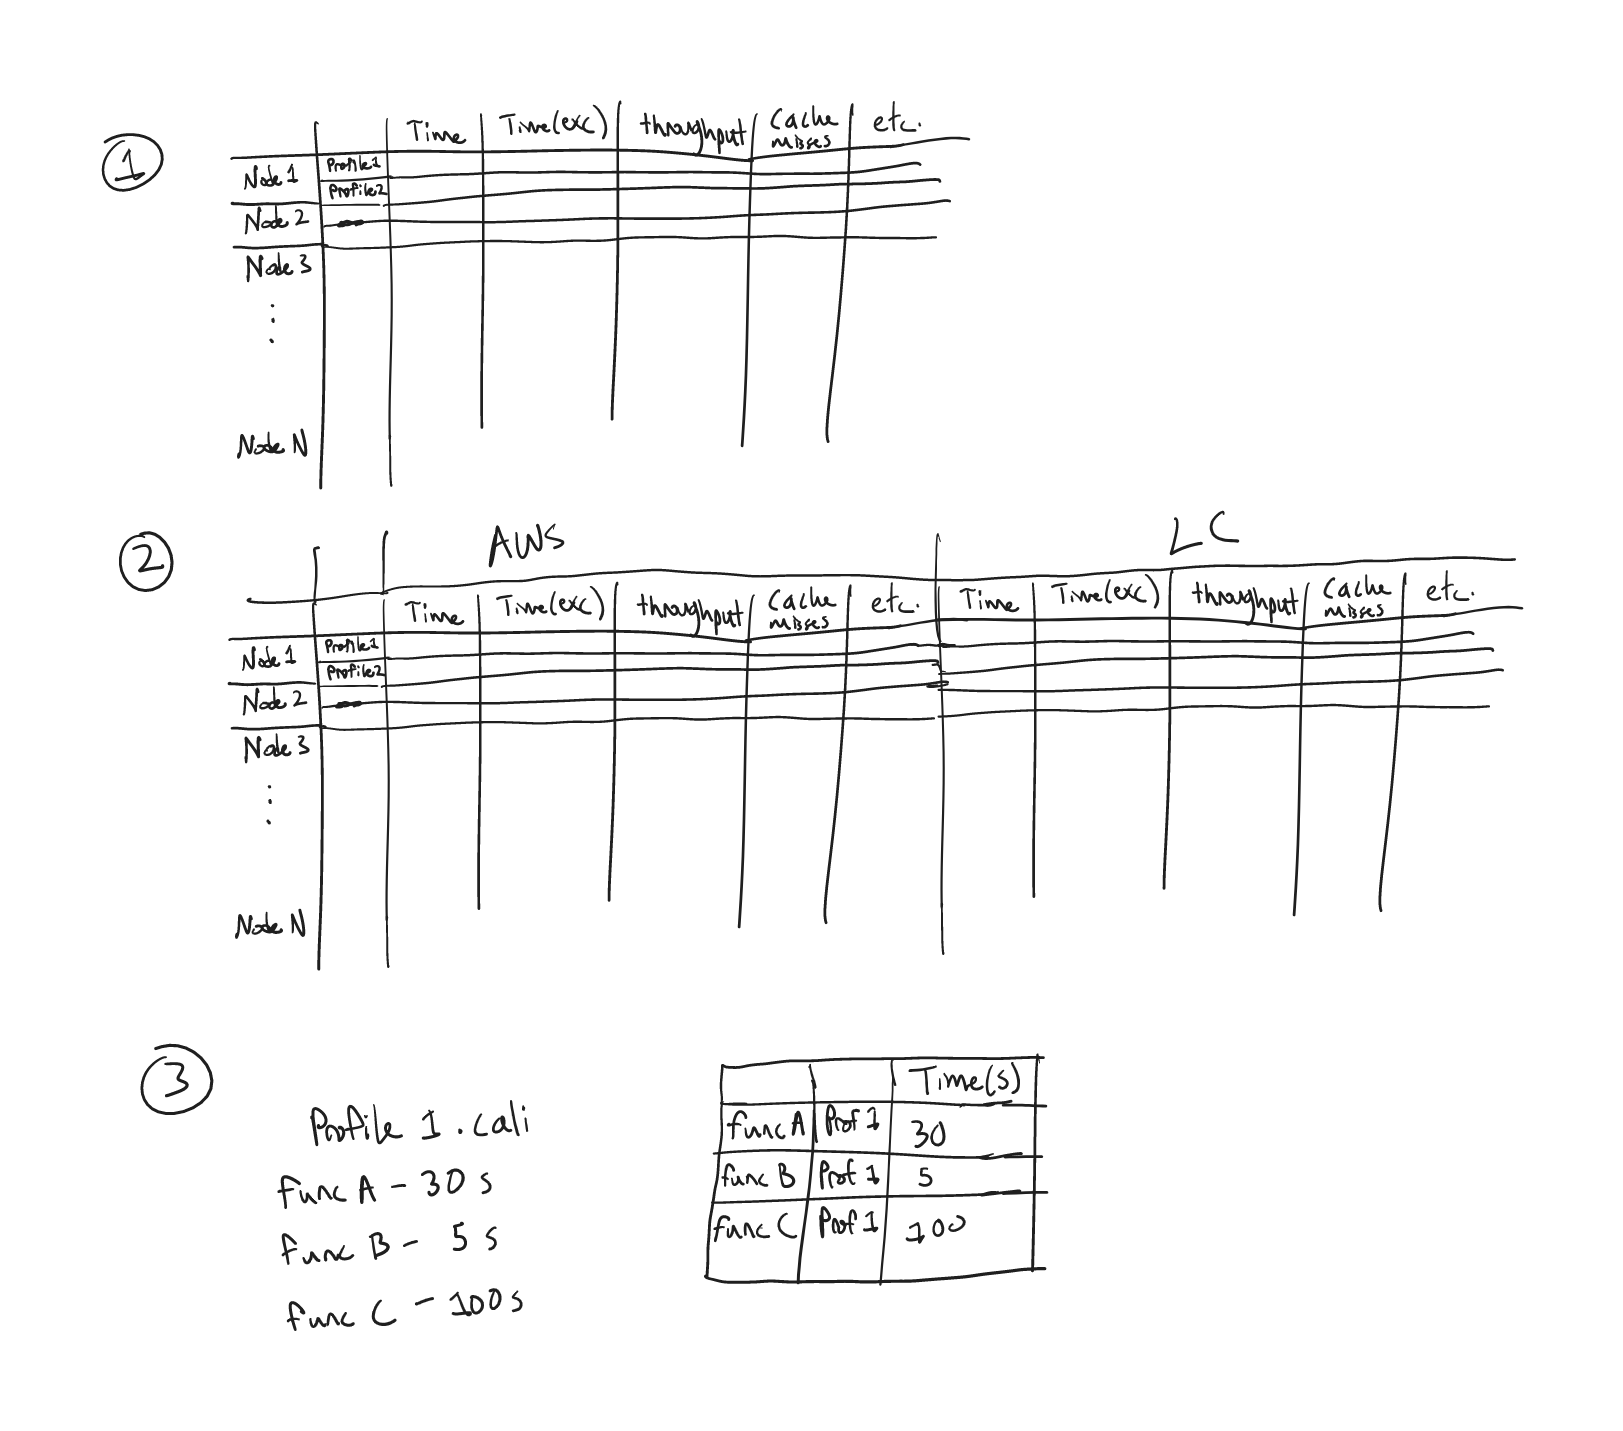 1
Time Time(exc) throughput Cache misses etc.
Node 1 Profile1
Profile2
Node 2
Node 3
⋮
Node N
2
AWS LC
Time Time(exc) throughput Cache misses etc. Time Time(exc) throughput Cache misses etc.
Node 1 Profile1
Profile2
Node 2
Node 3
⋮
Node N
3
Profile 1.cali
func A - 30 s
func B - 5 s
func C - 100s
Time(s)
func A Prof 1 30
func B Prof 1 5
func C Prof 1 100